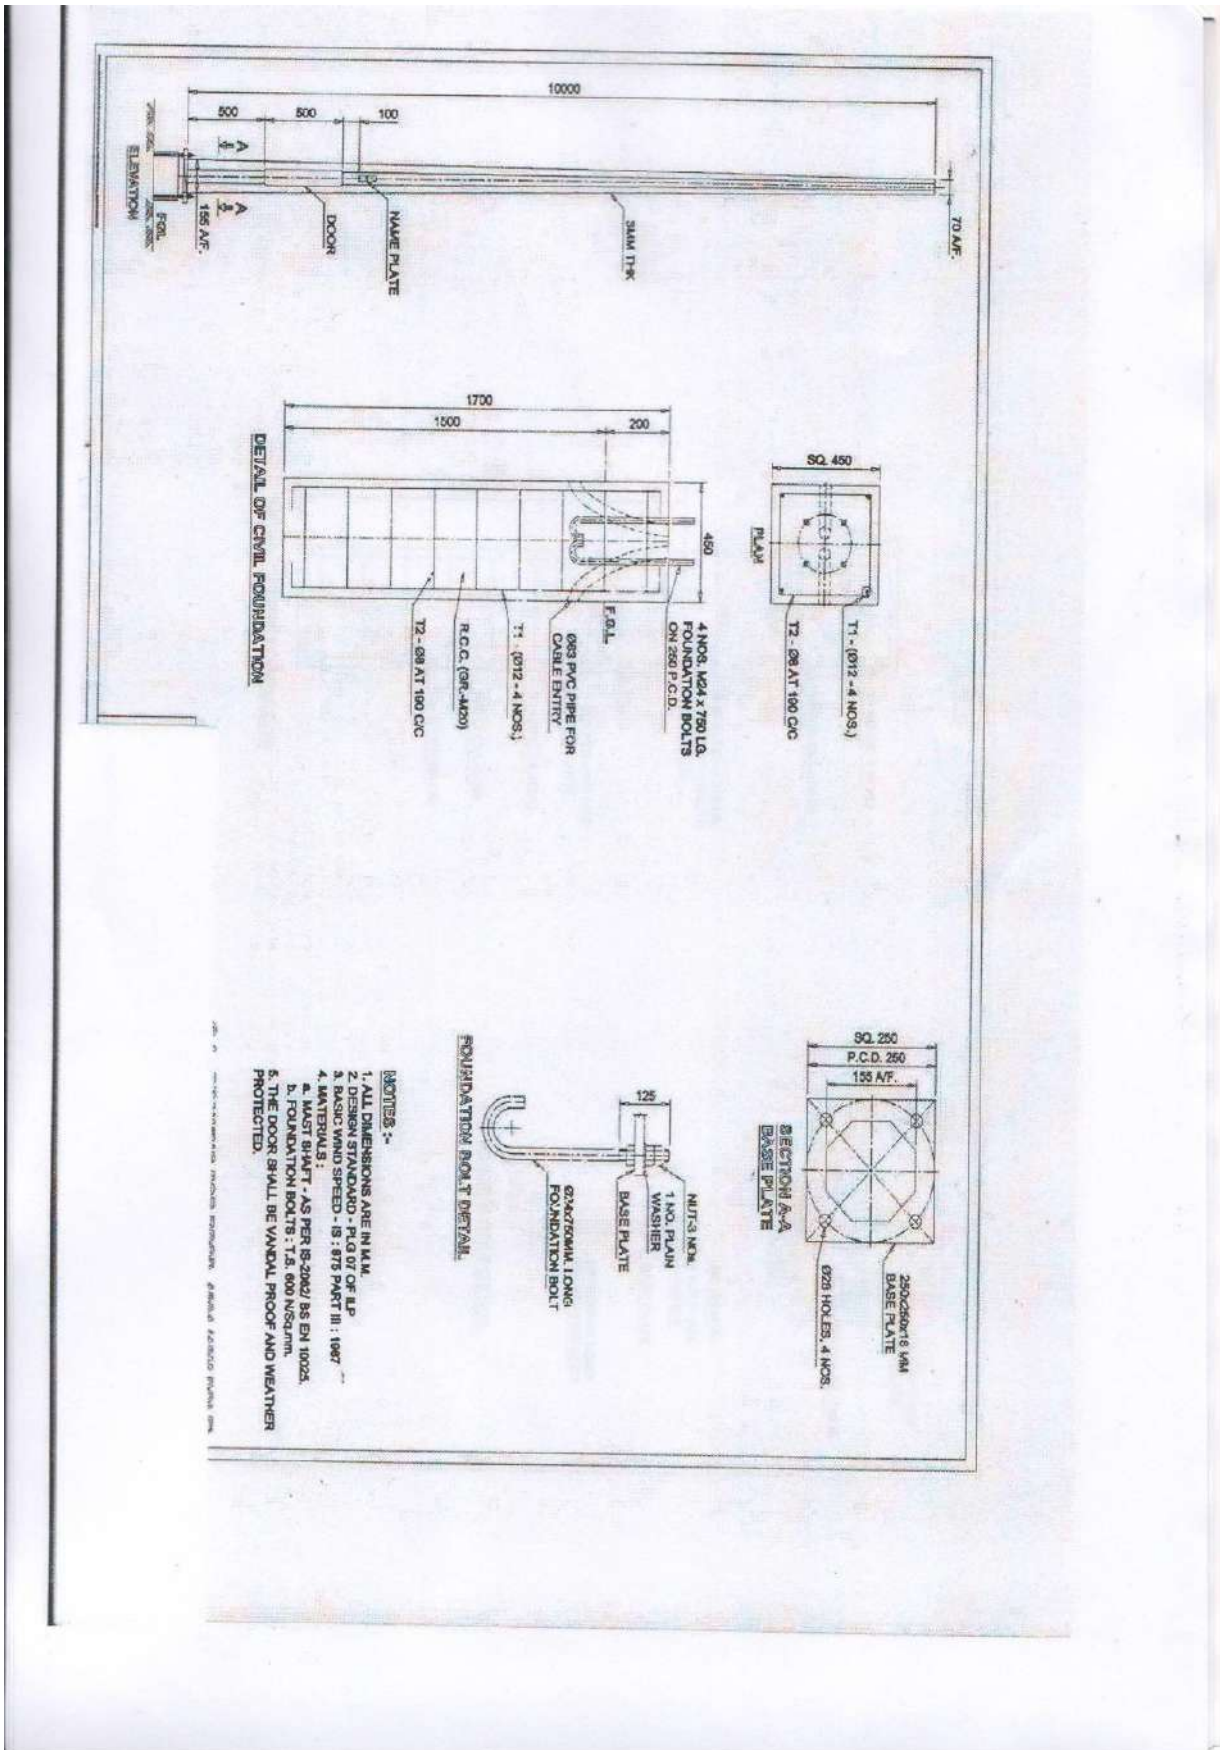 10000
500
500
100
A
A
ELEVATION
FGL
155 A/F.
DOOR
NAME PLATE
3MM THK
70 A/F.
1700
1500
200
450
4 NOS. M24 x 750 LG.
FOUNDATION BOLTS
ON 250 P.C.D.
F.G.L.
Ø63 PVC PIPE FOR
CABLE ENTRY
T1 - (Ø12 - 4 NOS.)
R.C.C. (GR.-M20)
T2 - Ø8 AT 190 C/C
DETAIL OF CIVIL FOUNDATION
SQ. 450
PLAN
T1 - (Ø12 - 4 NOS.)
T2 - Ø8 AT 190 C/C
SQ. 250
P.C.D. 250
155 A/F.
250x250x16 MM
BASE PLATE
Ø28 HOLES, 4 NOS.
SECTION A-A
BASE PLATE
125
NUT-3 NOs.
1 NO. PLAIN
WASHER
BASE PLATE
Ø24x750MM. LONG
FOUNDATION BOLT
FOUNDATION BOLT DETAIL
NOTES :-
1. ALL DIMENSIONS ARE IN M.M.
2. DESIGN STANDARD - PLG 07 OF ILP
3. BASIC WIND SPEED - IS : 875 PART III : 1987
4. MATERIALS :
a. MAST SHAFT - AS PER IS-2062/ BS EN 10025.
b. FOUNDATION BOLTS : T.S. 600 N/Sq.mm.
5. THE DOOR SHALL BE VANDAL PROOF AND WEATHER
PROTECTED.